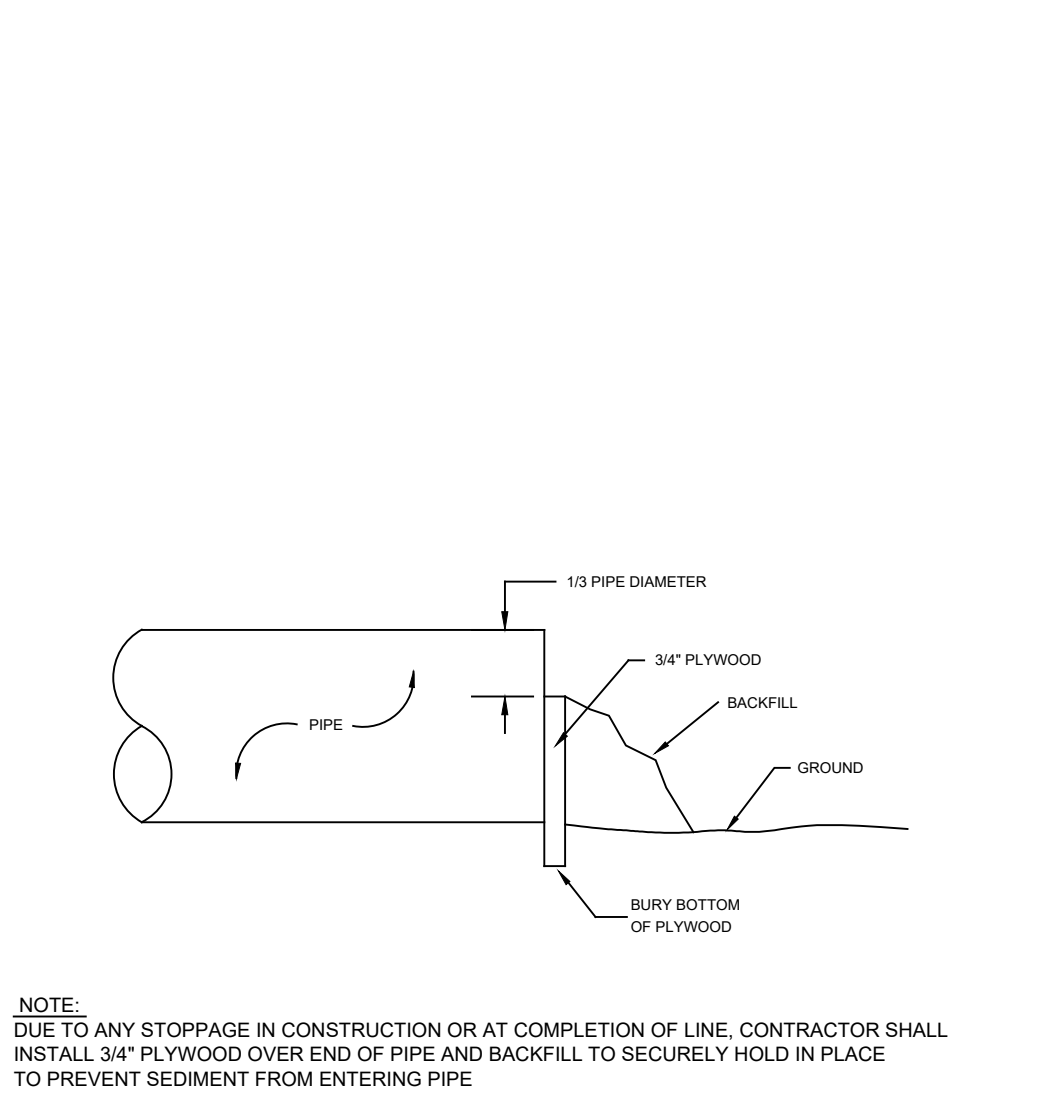 1/3 PIPE DIAMETER
3/4" PLYWOOD
BACKFILL
PIPE
GROUND
BURY BOTTOM
OF PLYWOOD
NOTE:
DUE TO ANY STOPPAGE IN CONSTRUCTION OR AT COMPLETION OF LINE, CONTRACTOR SHALL
INSTALL 3/4" PLYWOOD OVER END OF PIPE AND BACKFILL TO SECURELY HOLD IN PLACE
TO PREVENT SEDIMENT FROM ENTERING PIPE